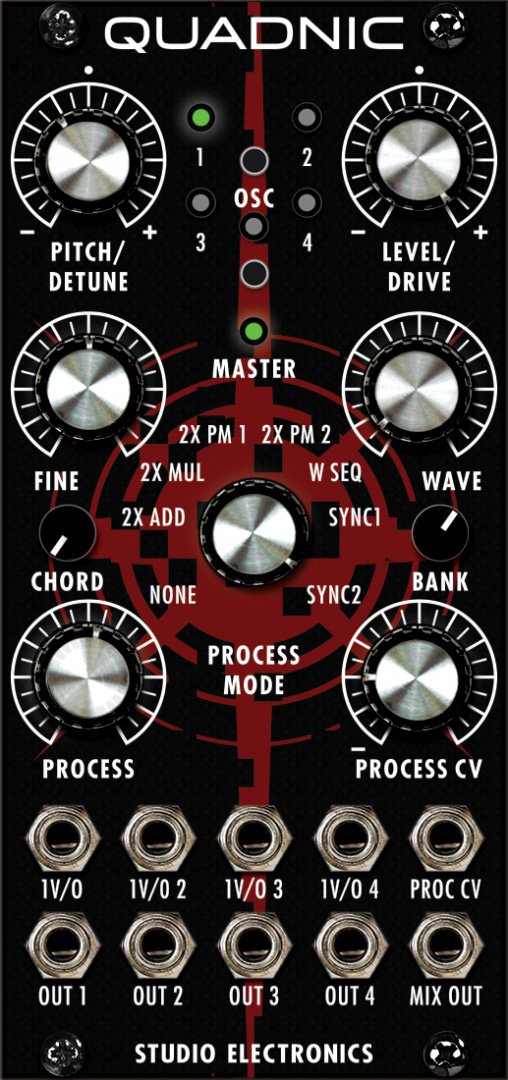 QUADNIC
1 2
OSC
3 4
- + - +
PITCH/
DETUNE
LEVEL/
DRIVE
MASTER
FINE
WAVE
2X PM 1 2X PM 2
2X MUL W SEQ
2X ADD SYNC1
NONE SYNC2
CHORD
BANK
PROCESS
MODE
PROCESS
-
PROCESS CV
1V/O 1V/O 2 1V/O 3 1V/O 4 PROC CV
OUT 1 OUT 2 OUT 3 OUT 4 MIX OUT
STUDIO ELECTRONICS